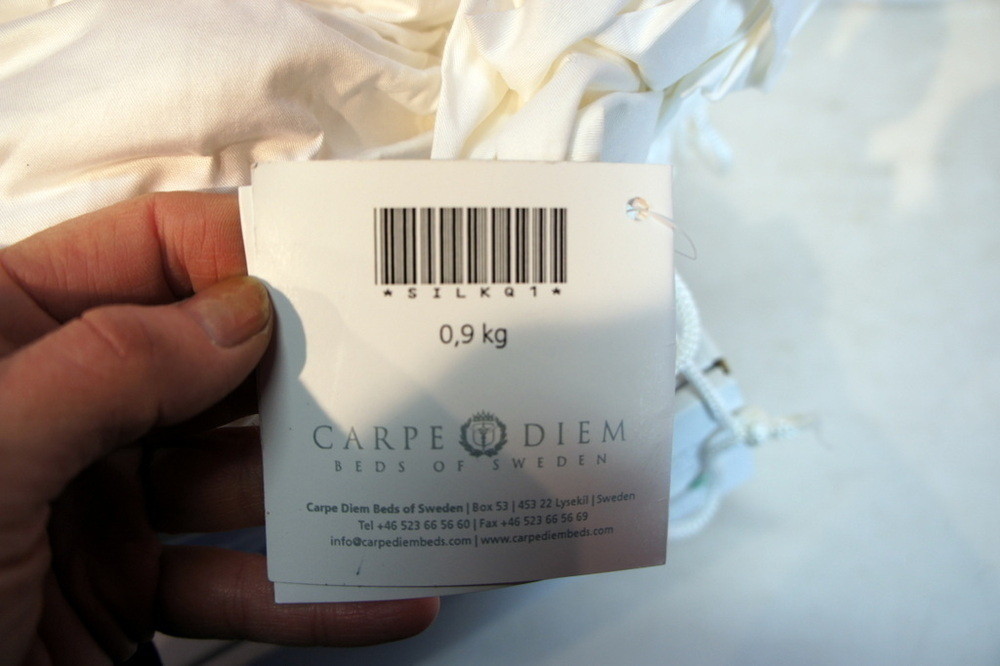 *SILKQ1*
0,9 kg
CARPE DIEM
BEDS OF SWEDEN
Carpe Diem Beds of Sweden | Box 53 | 453 22 Lysekil | Sweden
Tel +46 523 66 56 60 | Fax +46 523 66 56 69
info@carpediembeds.com | www.carpediembeds.com